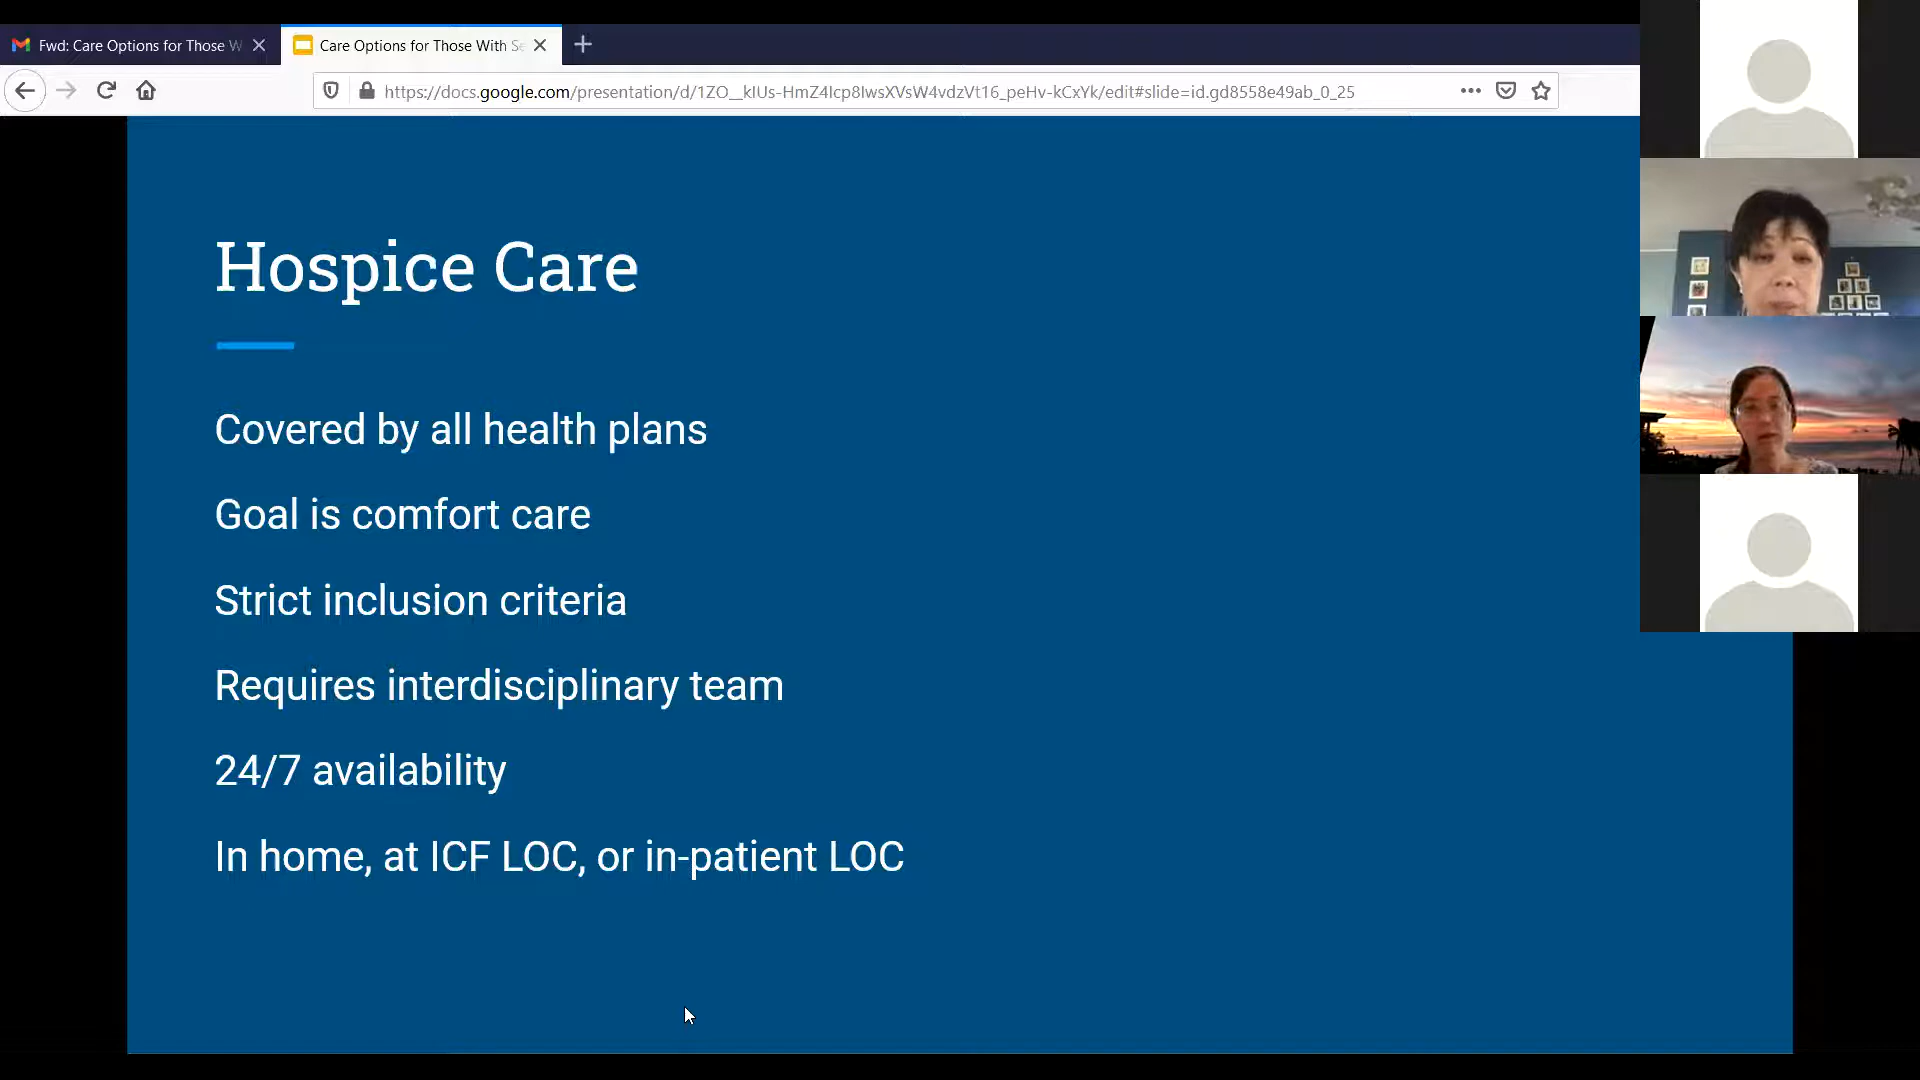 Fwd: Care Options for Those W
Care Options for Those With Se
https://docs.google.com/presentation/d/1ZO__kIUs-HmZ4Icp8IwsXVsW4vdzVt16_peHv-kCxYk/edit#slide=id.gd8558e49ab_0_25
Hospice Care
Covered by all health plans
Goal is comfort care
Strict inclusion criteria
Requires interdisciplinary team
24/7 availability
In home, at ICF LOC, or in-patient LOC